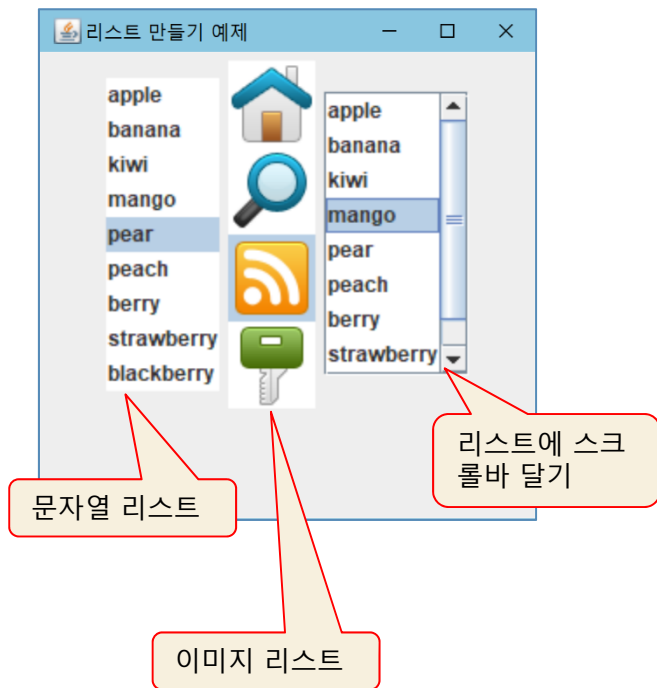 리스트 만들기 예제
apple
banana
kiwi
mango
pear
peach
berry
strawberry
blackberry
apple
banana
kiwi
mango
pear
peach
berry
strawberry
리스트에 스크
롤바 달기
문자열 리스트
이미지 리스트